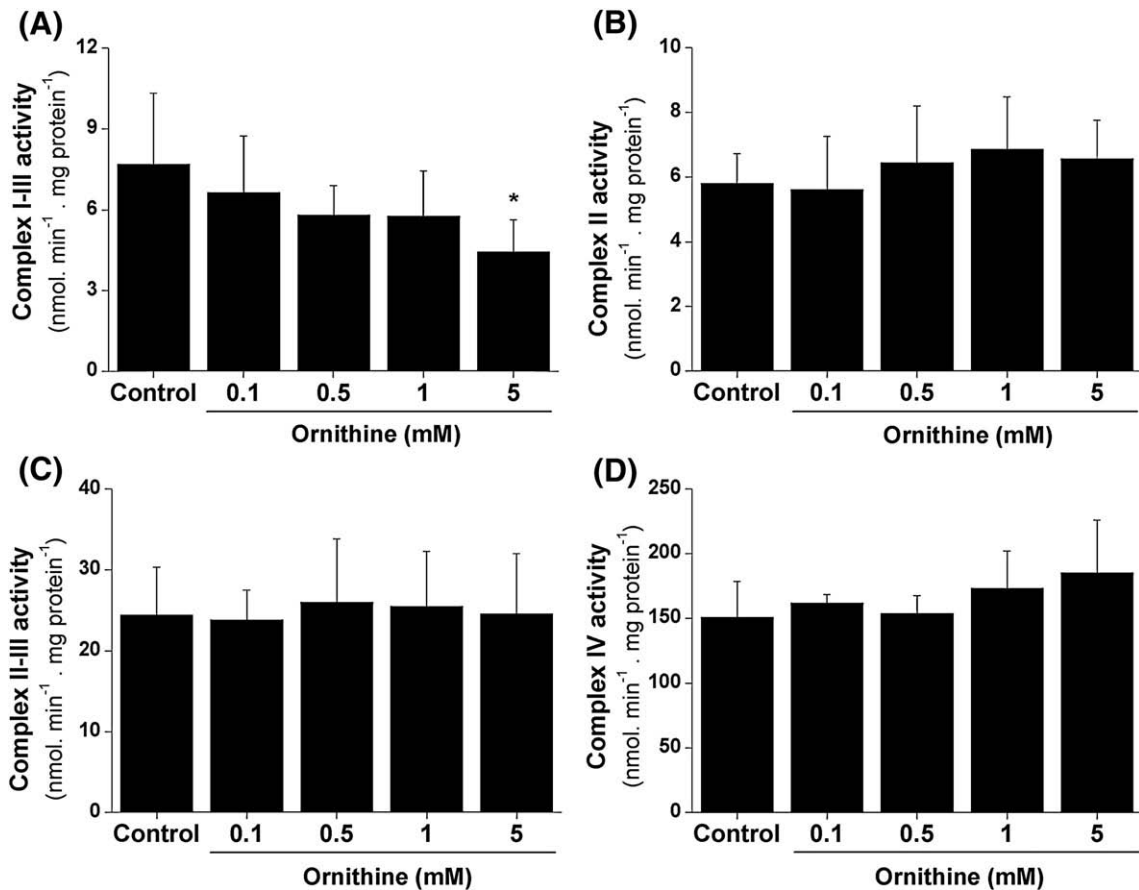 (A)
Complex I-III activity
(nmol. min⁻¹ . mg protein⁻¹)
12
9
6
3
0
*
Control 0.1 0.5 1 5
Ornithine (mM)
(B)
Complex II activity
(nmol. min⁻¹ . mg protein⁻¹)
10
8
6
4
2
0
Control 0.1 0.5 1 5
Ornithine (mM)
(C)
Complex II-III activity
(nmol. min⁻¹ . mg protein⁻¹)
40
30
20
10
0
Control 0.1 0.5 1 5
Ornithine (mM)
(D)
Complex IV activity
(nmol. min⁻¹ . mg protein⁻¹)
250
200
150
100
50
0
Control 0.1 0.5 1 5
Ornithine (mM)